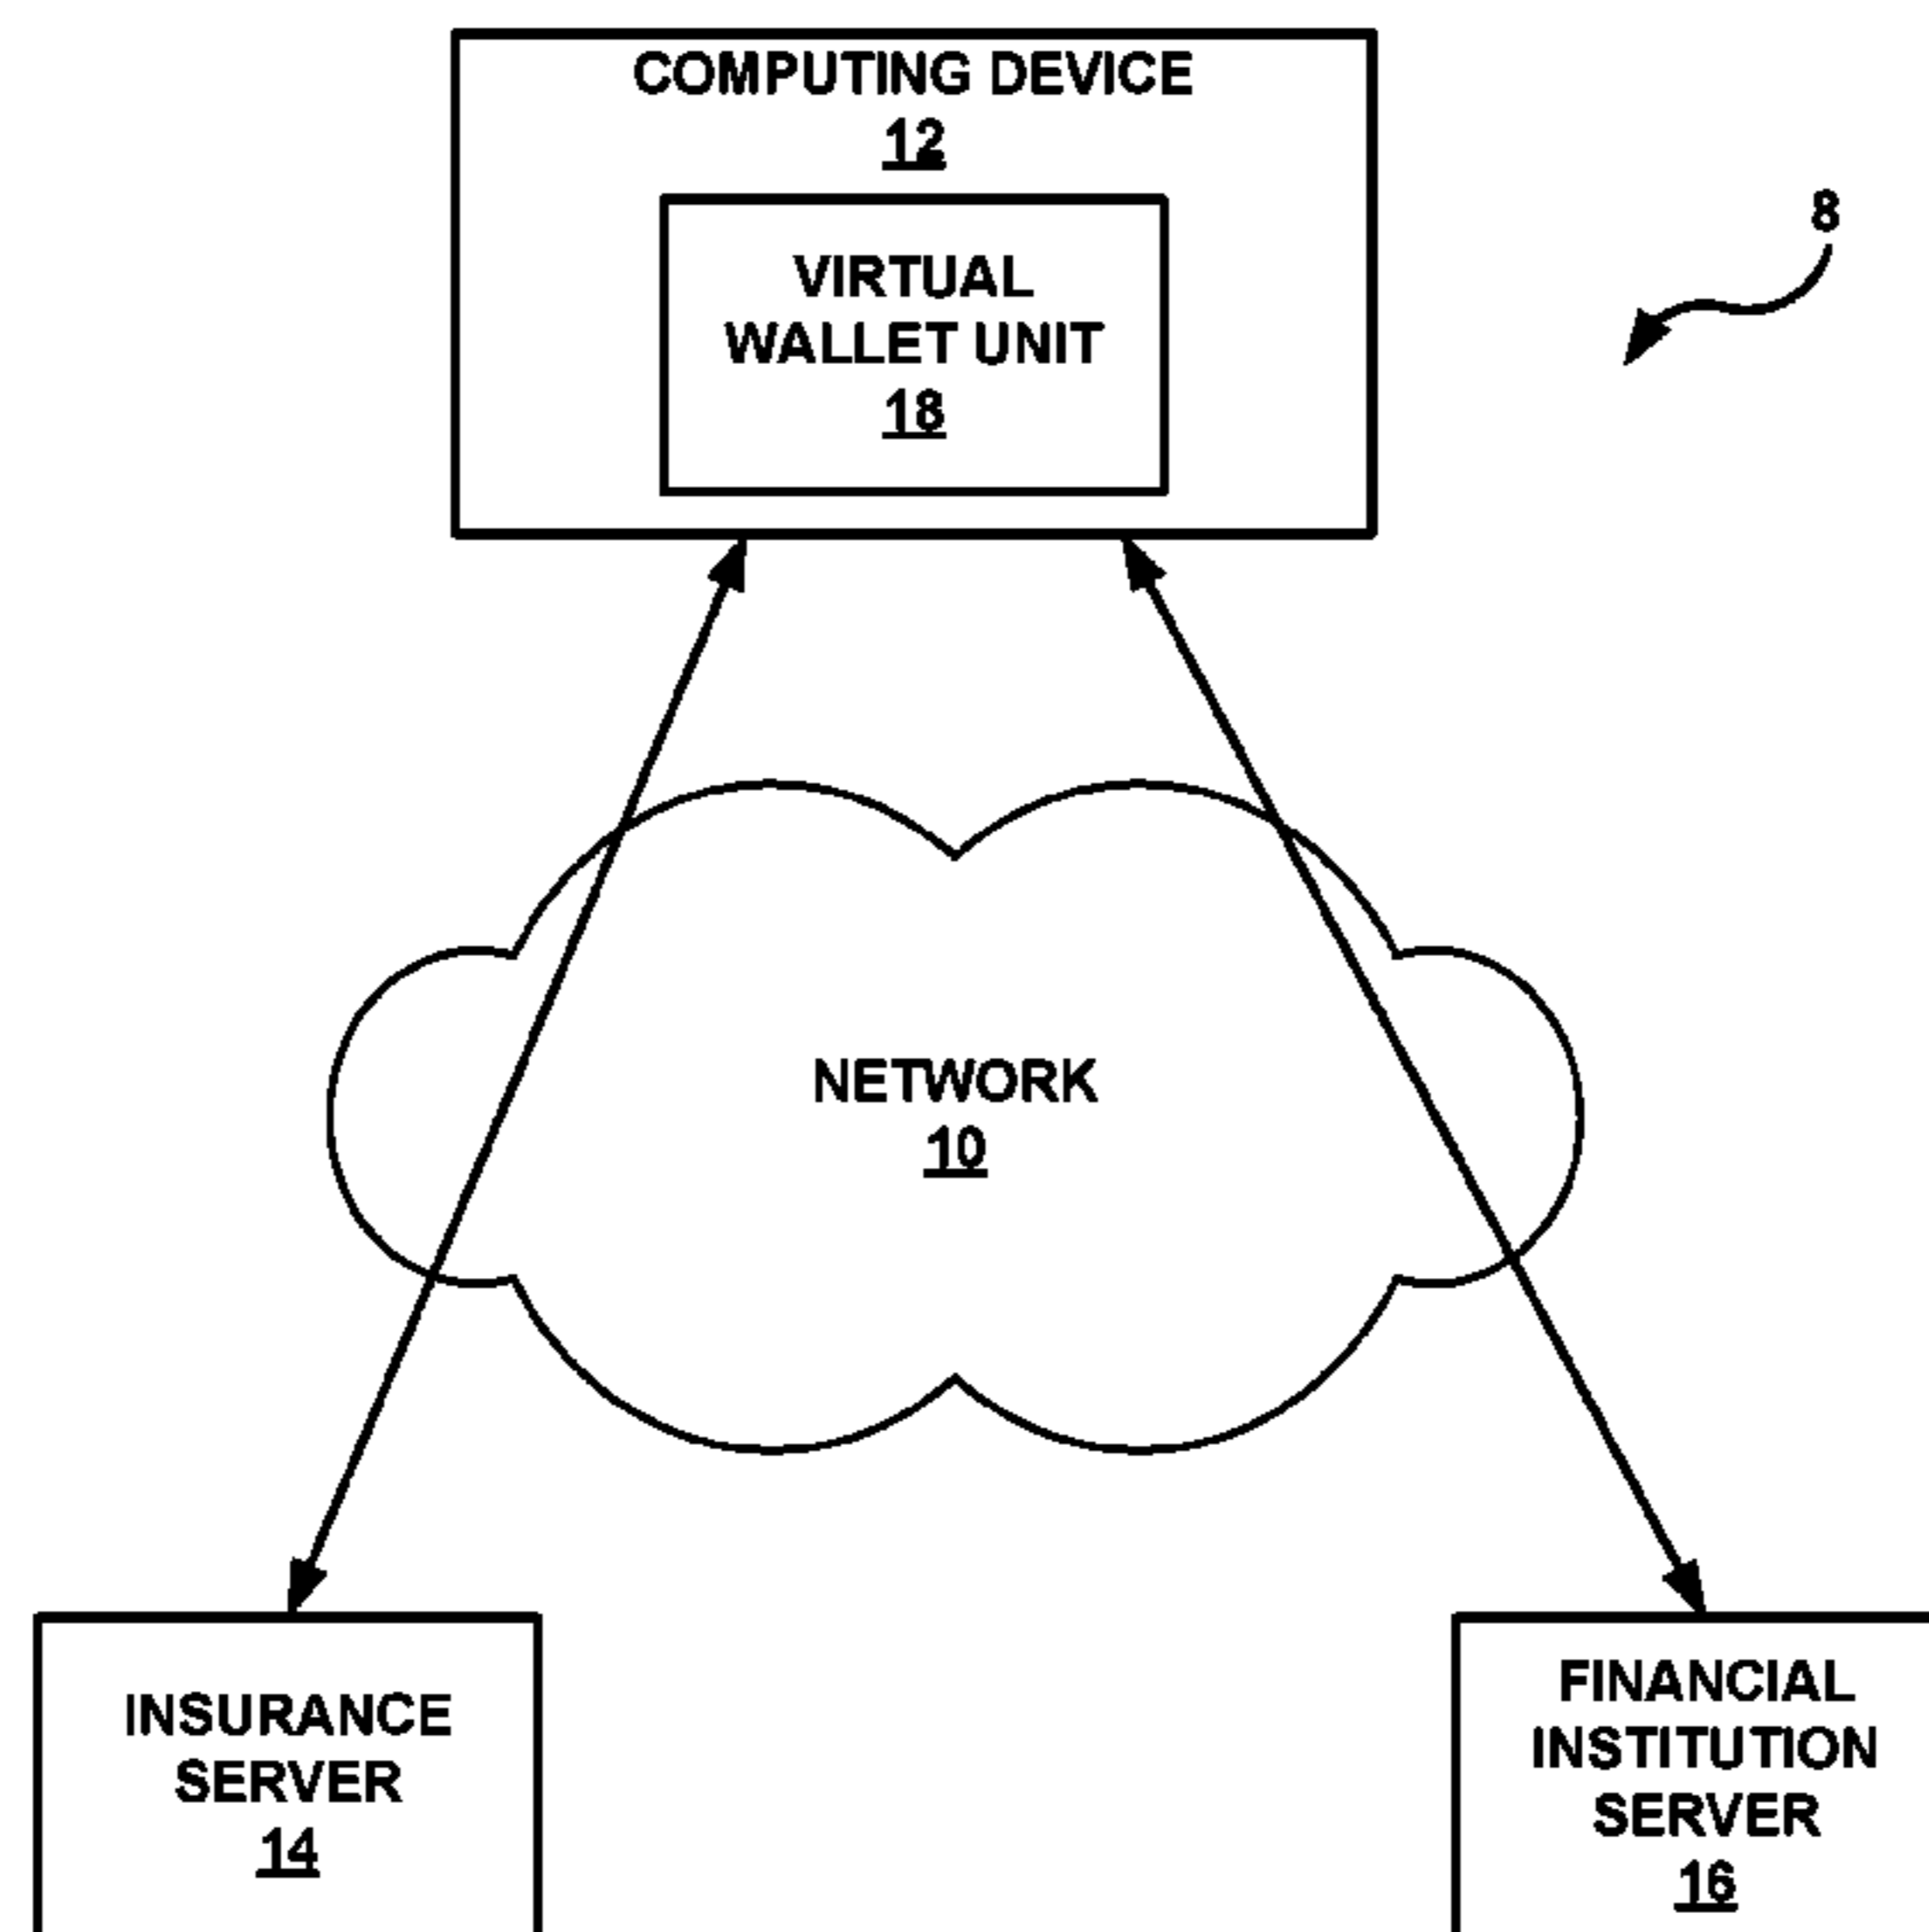 COMPUTING DEVICE
12
VIRTUAL
WALLET UNIT
18
8
NETWORK
10
INSURANCE
SERVER
14
FINANCIAL
INSTITUTION
SERVER
16